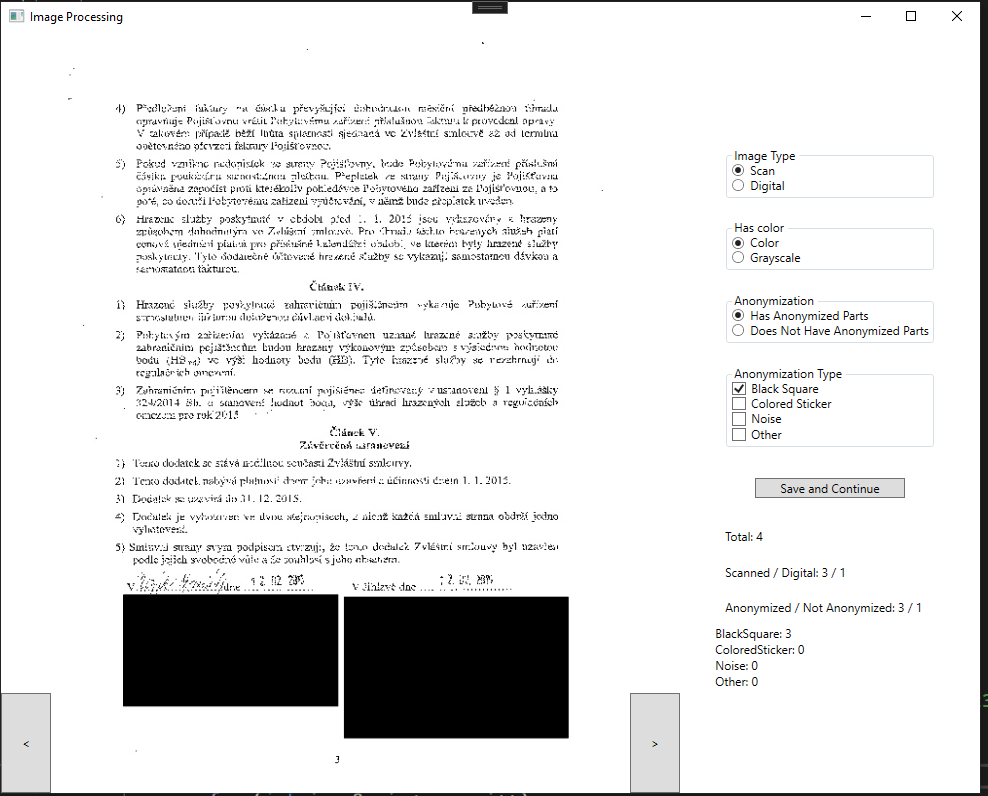 Image Processing
4) Předložení faktury na částku převyšující dohodnutou měsíční předběžnou úhradu
opravňuje Pojišťovnu vrátit Pobytovému zařízení příslušnou fakturu k provedení opravy.
V takovém případě běží lhůta splatnosti sjednaná ve Zvláštní smlouvě až od termínu
opětovného převzetí faktury Pojišťovnou.
5) Pokud vznikne nedoplatek ze strany Pojišťovny, bude Pobytovému zařízení příslušná
částka poukázána samostatnou platbou. Přeplatek ze strany Pojišťovny je Pojišťovna
oprávněna započíst proti kterékoliv pohledávce Pobytového zařízení za Pojišťovnou, a to
poté, co doručí Pobytovému zařízení vyúčtování, v němž bude přeplatek uveden.
6) Hrazené služby poskytnuté v období před 1. 1. 2015 jsou vykazovány a hrazeny
způsobem dohodnutým ve Zvláštní smlouvě. Pro úhradu těchto hrazených služeb platí
cenová ujednání platná pro příslušné kalendářní období, ve kterém byly hrazené služby
poskytnuty. Tyto dodatečně účtované hrazené služby se vykazují samostatnou dávkou a
samostatnou fakturou.
Článek IV.
1) Hrazené služby poskytnuté zahraničním pojištěncům vykazuje Pobytové zařízení
samostatnou fakturou doloženou dávkami dokladů.
2) Pobytovým zařízením vykázané a Pojišťovnou uznané hrazené služby poskytnuté
zahraničním pojištěncům budou hrazeny výkonovým způsobem s výslednou hodnotou
bodu (HB) ve výši hodnoty bodu (HB). Tyto hrazené služby se nezahrnují do
regulačních omezení.
3) Zahraničním pojištěncem se rozumí pojištěnec definovaný v ustanovení § 1 vyhlášky
324/2014 Sb. o stanovení hodnot bodu, výše úhrad hrazených služeb a regulačních
omezení pro rok 2015
Článek V.
Závěrečná ustanovení
1) Tento dodatek se stává nedílnou součástí Zvláštní smlouvy.
2) Tento dodatek nabývá platnosti dnem jeho uzavření a účinnosti dnem 1. 1. 2015.
3) Dodatek se uzavírá do 31. 12. 2015.
4) Dodatek je vyhotoven ve dvou stejnopisech, z nichž každá smluvní strana obdrží jedno
vyhotovení.
5) Smluvní strany svým podpisem stvrzují, že tento dodatek Zvláštní smlouvy byl uzavřen
podle jejich svobodné vůle a že souhlasí s jeho obsahem.
V dne 12. 02. 2015
V Jihlavě dne 12. 02. 2015
3
<
>
Image Type
Scan
Digital
Has color
Color
Grayscale
Anonymization
Has Anonymized Parts
Does Not Have Anonymized Parts
Anonymization Type
Black Square
Colored Sticker
Noise
Other
Save and Continue
Total: 4
Scanned / Digital: 3 / 1
Anonymized / Not Anonymized: 3 / 1
BlackSquare: 3
ColoredSticker: 0
Noise: 0
Other: 0